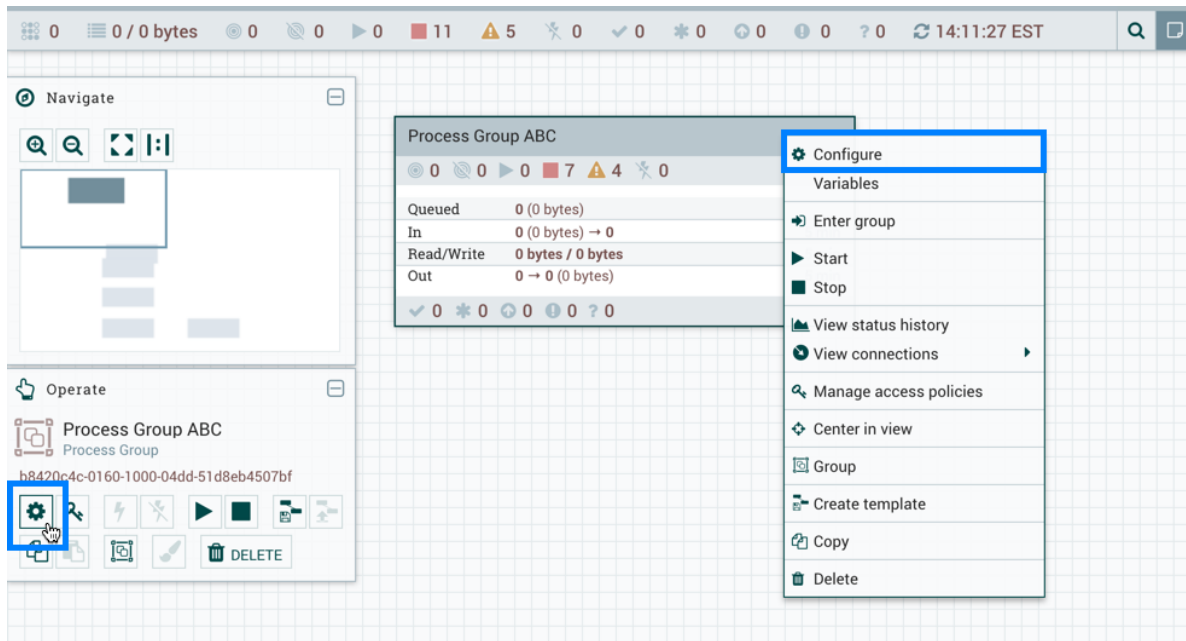 0 0 / 0 bytes 0 0 0 11 5 0 0 0 0 0 ? 0 14:11:27 EST
Navigate
Process Group ABC
0 0 0 7 4 0
Queued 0 (0 bytes)
In 0 (0 bytes) → 0
Read/Write 0 bytes / 0 bytes
Out 0 → 0 (0 bytes)
0 0 0 0 ? 0
Configure
Variables
Enter group
Start
Stop
View status history
View connections
Manage access policies
Center in view
Group
Create template
Copy
Delete
Operate
Process Group ABC
Process Group
b8420c4c-0160-1000-04dd-51d8eb4507bf
DELETE